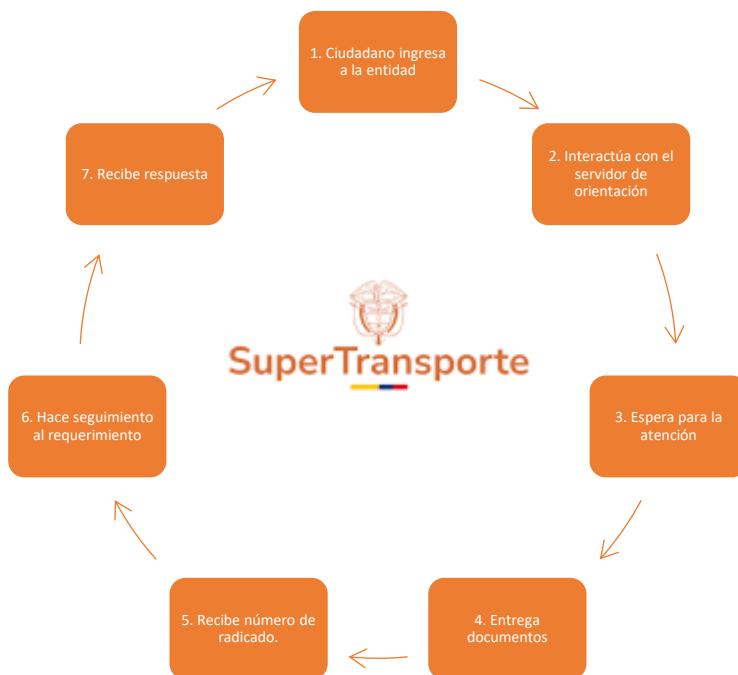 1. Ciudadano ingresa
a la entidad
2. Interactúa con el
servidor de
orientación
3. Espera para la
atención
4. Entrega
documentos
5. Recibe número de
radicado.
6. Hace seguimiento
al requerimiento
7. Recibe respuesta
SuperTransporte